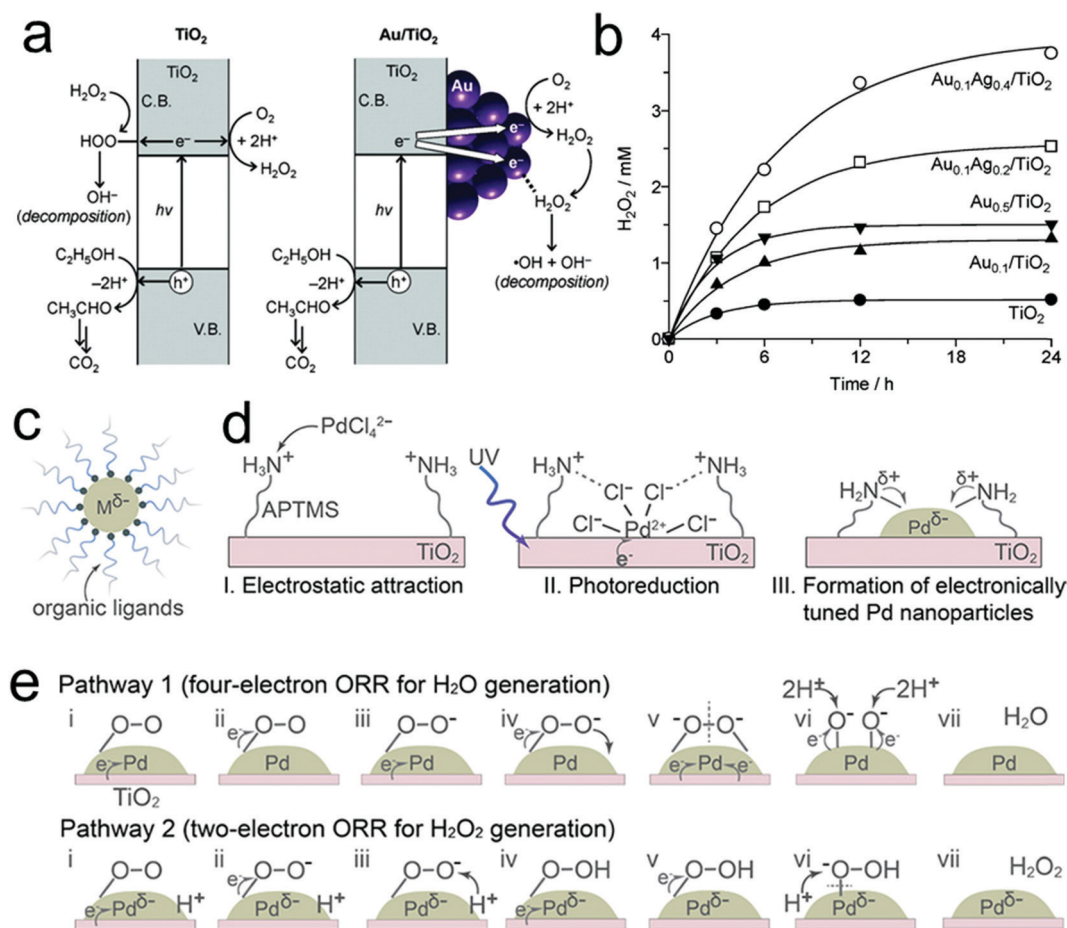 a
TiO₂
TiO₂
C.B.
H₂O₂
HOO
e⁻
O₂
+ 2H⁺
H₂O₂
OH⁻
(decomposition)
hν
C₂H₅OH
–2H⁺
h⁺
CH₃CHO
V.B.
CO₂
Au/TiO₂
TiO₂
C.B.
Au
e⁻
e⁻
e⁻
O₂
+ 2H⁺
H₂O₂
H₂O₂
•OH + OH⁻
(decomposition)
hν
C₂H₅OH
–2H⁺
h⁺
CH₃CHO
V.B.
CO₂
b
H₂O₂ / mM
4
3
2
1
0
0
6
12
18
24
Time / h
Au₀.₁Ag₀.₄/TiO₂
Au₀.₁Ag₀.₂/TiO₂
Au₀.₅/TiO₂
Au₀.₁/TiO₂
TiO₂
c
Mδ⁻
organic ligands
d
PdCl₄²⁻
H₃N⁺
⁺NH₃
APTMS
TiO₂
I. Electrostatic attraction
UV
H₃N⁺
⁺NH₃
Cl⁻ Cl⁻
Cl⁻ Pd²⁺ Cl⁻
e⁻
TiO₂
II. Photoreduction
H₂N δ+
δ+ NH₂
Pdδ⁻
TiO₂
III. Formation of electronically
tuned Pd nanoparticles
e
Pathway 1 (four-electron ORR for H₂O generation)
i
O–O
e⁻ Pd
TiO₂
ii
O–O
e⁻
Pd
iii
O–O⁻
e⁻ Pd
iv
O–O⁻
e⁻
Pd
v
⁻O–O⁻
e⁻ Pd e⁻
vi
2H⁺ 2H⁺
O⁻ O⁻
e⁻ e⁻
Pd
vii
H₂O
Pd
Pathway 2 (two-electron ORR for H₂O₂ generation)
i
O–O
e⁻ Pdδ⁻ H⁺
ii
O–O⁻
e⁻
Pdδ⁻ H⁺
iii
O–O⁻
Pdδ⁻ H⁺
iv
O–OH
e⁻ Pdδ⁻
v
O–OH
e⁻
Pdδ⁻
vi
⁻O–OH
H⁺ Pdδ⁻
vii
H₂O₂
Pdδ⁻